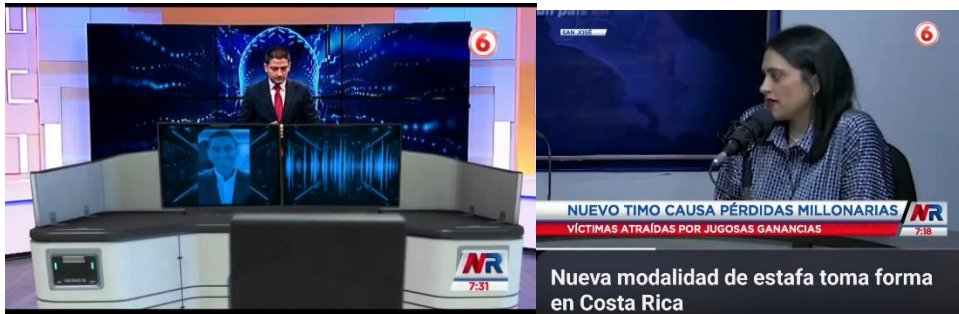 6
NR
7:31
un país en
SAN JOSÉ
6
NUEVO TIMO CAUSA PÉRDIDAS MILLONARIAS
VÍCTIMAS ATRAÍDAS POR JUGOSAS GANANCIAS
NR
7:18
Nueva modalidad de estafa toma forma
en Costa Rica